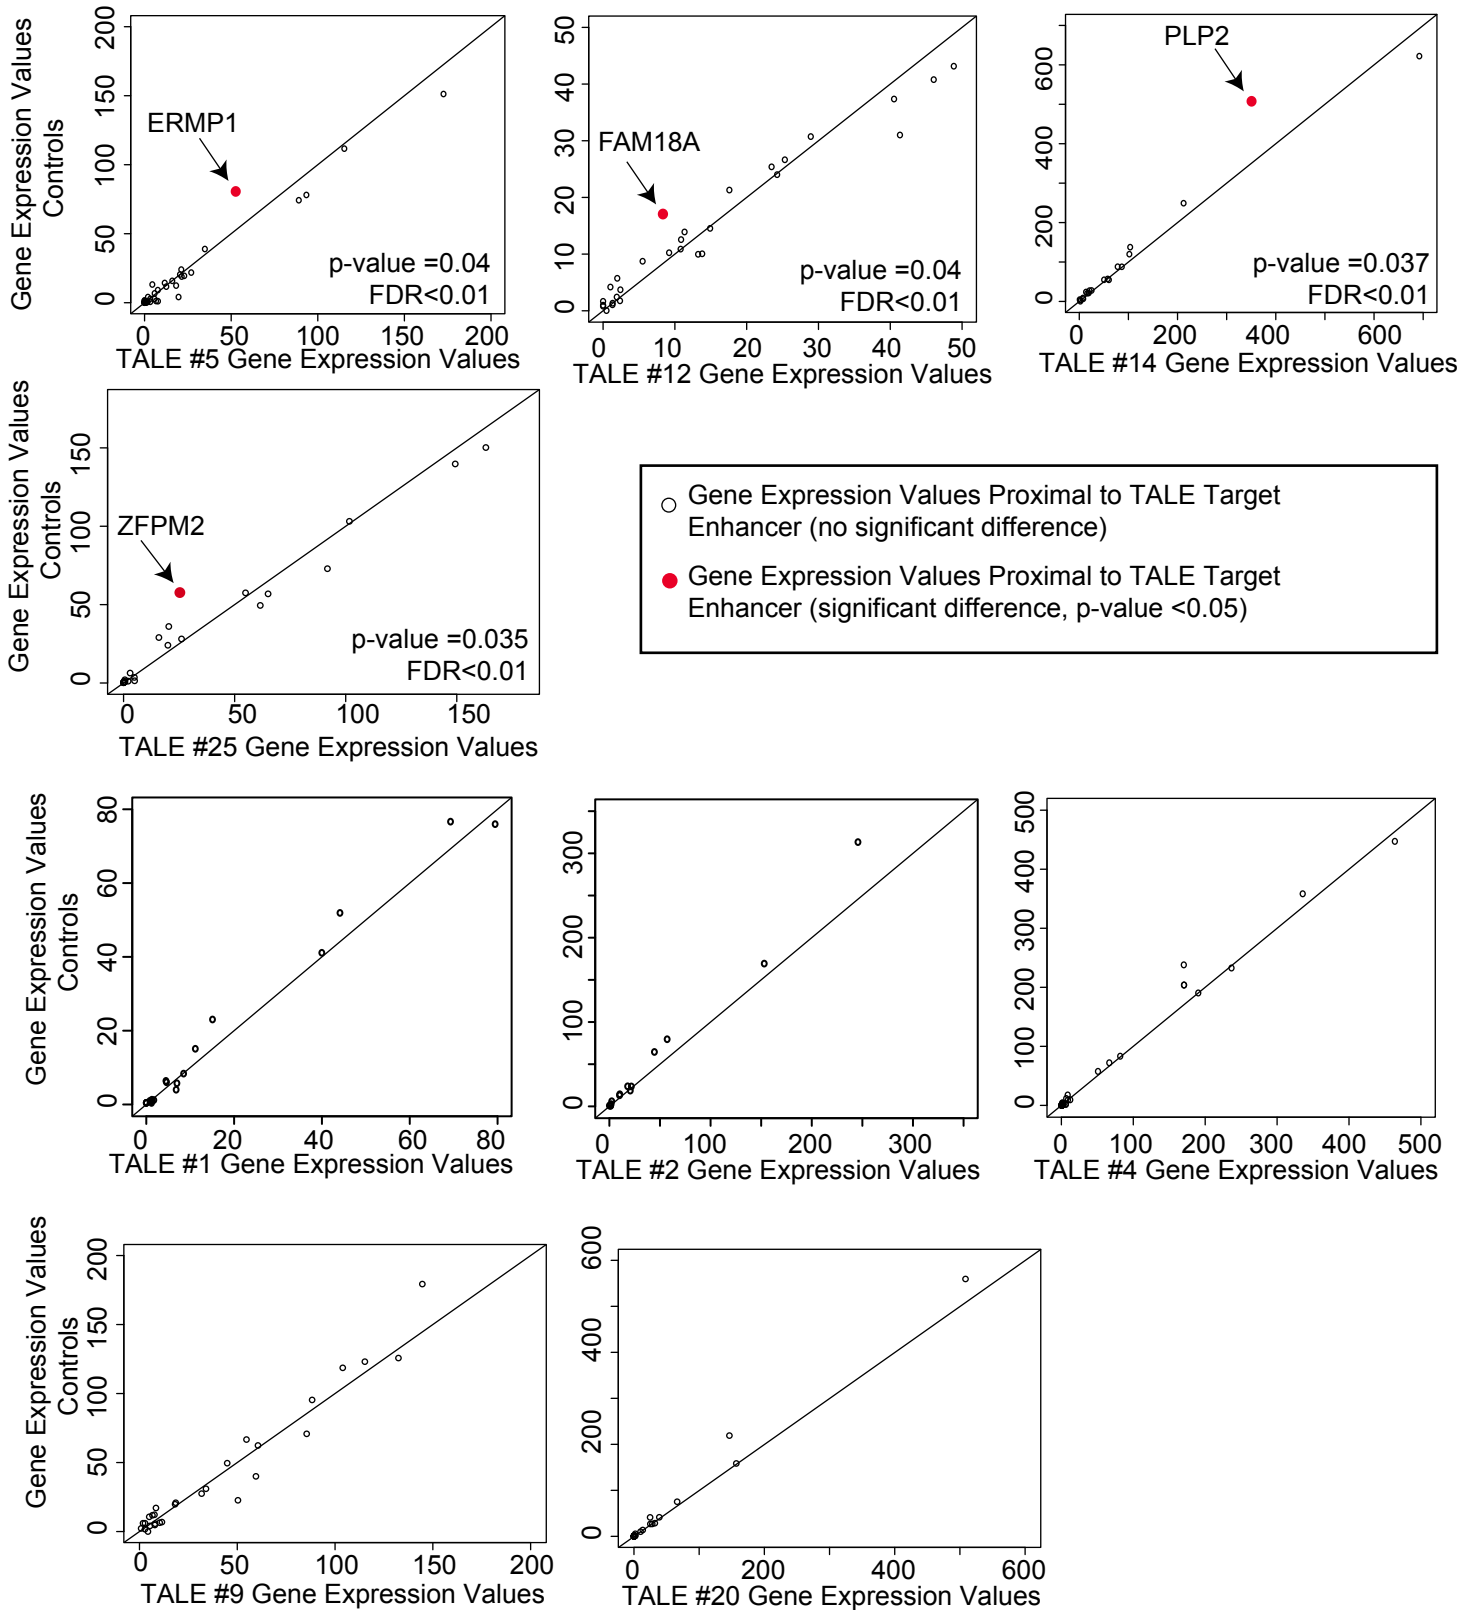 Gene Expression Values
Controls
200
150
100
50
0
ERMP1
p-value =0.04
FDR<0.01
0 50 100 150 200
TALE #5 Gene Expression Values
50
40
30
20
10
0
FAM18A
p-value =0.04
FDR<0.01
0 10 20 30 40 50
TALE #12 Gene Expression Values
600
400
200
0
PLP2
p-value =0.037
FDR<0.01
0 200 400 600
TALE #14 Gene Expression Values
Gene Expression Values
Controls
150
100
50
0
ZFPM2
p-value =0.035
FDR<0.01
0 50 100 150
TALE #25 Gene Expression Values
Gene Expression Values Proximal to TALE Target
Enhancer (no significant difference)
Gene Expression Values Proximal to TALE Target
Enhancer (significant difference, p-value <0.05)
Gene Expression Values
Controls
80
60
40
20
0
0 20 40 60 80
TALE #1 Gene Expression Values
300
200
100
0
0 100 200 300
TALE #2 Gene Expression Values
500
400
300
200
100
0
0 100 200 300 400 500
TALE #4 Gene Expression Values
Gene Expression Values
Controls
200
150
100
50
0
0 50 100 150 200
TALE #9 Gene Expression Values
600
400
200
0
0 200 400 600
TALE #20 Gene Expression Values